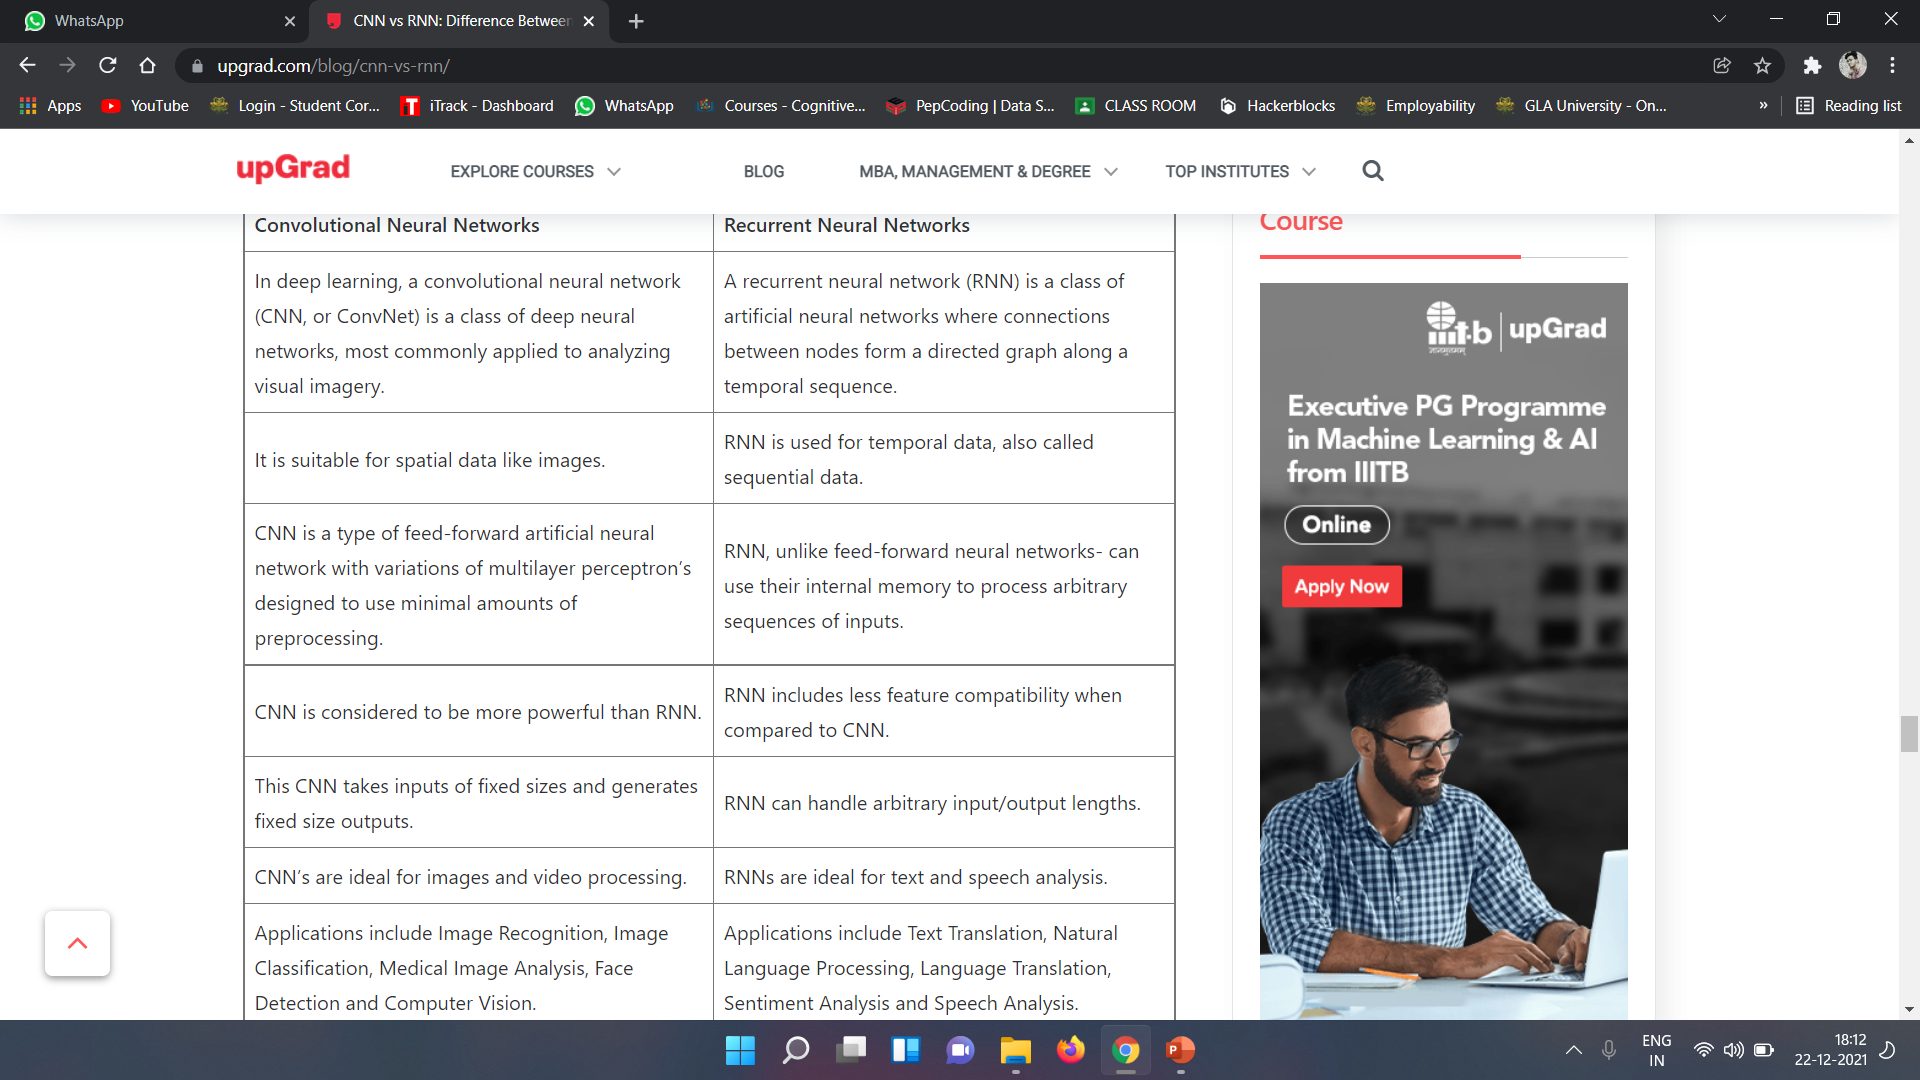 WhatsApp
CNN vs RNN: Difference Between
upgrad.com/blog/cnn-vs-rnn/
Apps
YouTube
Login - Student Cor...
iTrack - Dashboard
WhatsApp
Courses - Cognitive...
PepCoding | Data S...
CLASS ROOM
Hackerblocks
Employability
GLA University - On...
»
Reading list
upGrad
EXPLORE COURSES
BLOG
MBA, MANAGEMENT & DEGREE
TOP INSTITUTES
Convolutional Neural Networks
Recurrent Neural Networks
In deep learning, a convolutional neural network
(CNN, or ConvNet) is a class of deep neural
networks, most commonly applied to analyzing
visual imagery.
A recurrent neural network (RNN) is a class of
artificial neural networks where connections
between nodes form a directed graph along a
temporal sequence.
It is suitable for spatial data like images.
RNN is used for temporal data, also called
sequential data.
CNN is a type of feed-forward artificial neural
network with variations of multilayer perceptron’s
designed to use minimal amounts of
preprocessing.
RNN, unlike feed-forward neural networks- can
use their internal memory to process arbitrary
sequences of inputs.
CNN is considered to be more powerful than RNN.
RNN includes less feature compatibility when
compared to CNN.
This CNN takes inputs of fixed sizes and generates
fixed size outputs.
RNN can handle arbitrary input/output lengths.
CNN’s are ideal for images and video processing.
RNNs are ideal for text and speech analysis.
Applications include Image Recognition, Image
Classification, Medical Image Analysis, Face
Detection and Computer Vision.
Applications include Text Translation, Natural
Language Processing, Language Translation,
Sentiment Analysis and Speech Analysis.
Course
iiit-b | upGrad
Executive PG Programme
in Machine Learning & AI
from IIITB
Online
Apply Now
ENG
IN
18:12
22-12-2021